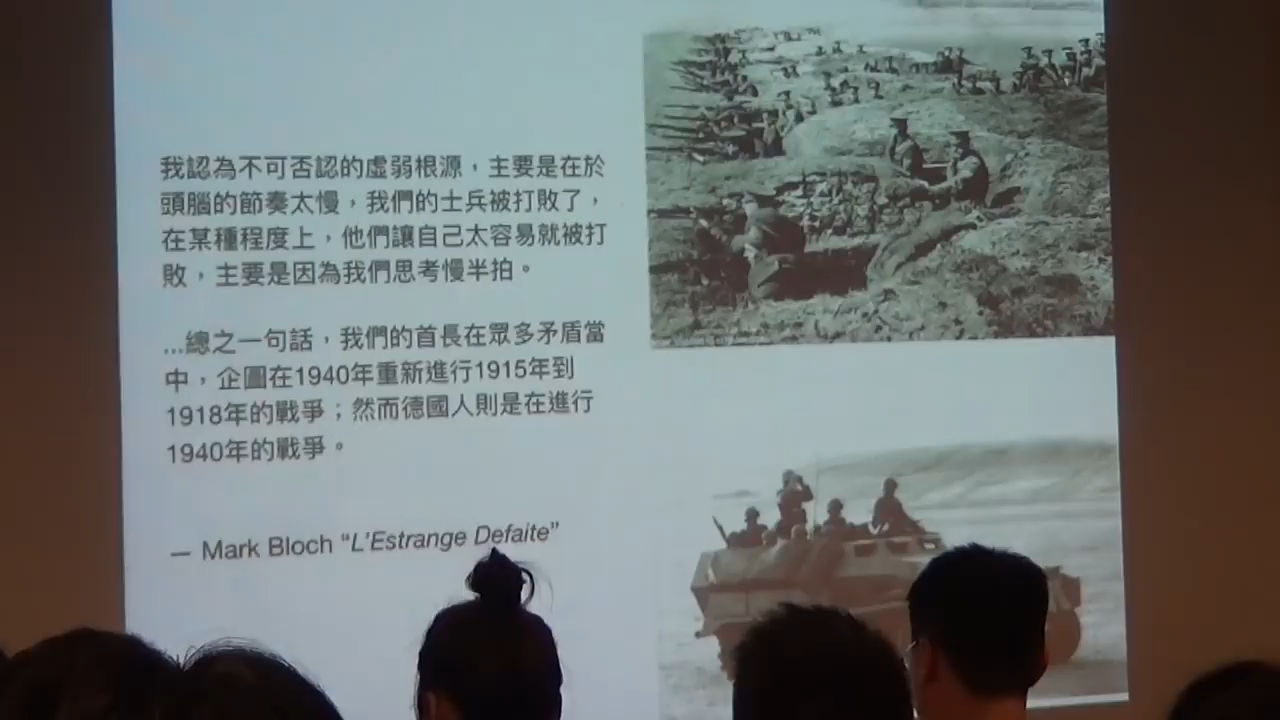 我認為不可否認的虛弱根源，主要是在於
頭腦的節奏太慢，我們的士兵被打敗了，
在某種程度上，他們讓自己太容易就被打
敗，主要是因為我們思考慢半拍。
...總之一句話，我們的首長在眾多矛盾當
中，企圖在1940年重新進行1915年到
1918年的戰爭；然而德國人則是在進行
1940年的戰爭。
— Mark Bloch “L’Estrange Defaite”